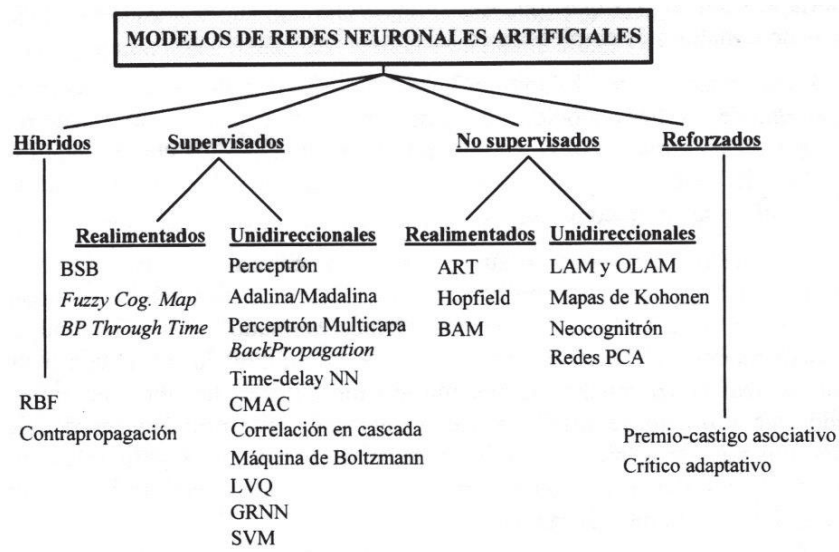 MODELOS DE REDES NEURONALES ARTIFICIALES
Híbridos
Supervisados
No supervisados
Reforzados
Realimentados
Unidireccionales
Realimentados
Unidireccionales
BSB
Fuzzy Cog. Map
BP Through Time
Perceptrón
Adalina/Madalina
Perceptrón Multicapa
BackPropagation
Time-delay NN
CMAC
Correlación en cascada
Máquina de Boltzmann
LVQ
GRNN
SVM
ART
Hopfield
BAM
LAM y OLAM
Mapas de Kohonen
Neocognitrón
Redes PCA
RBF
Contrapropagación
Premio-castigo asociativo
Crítico adaptativo